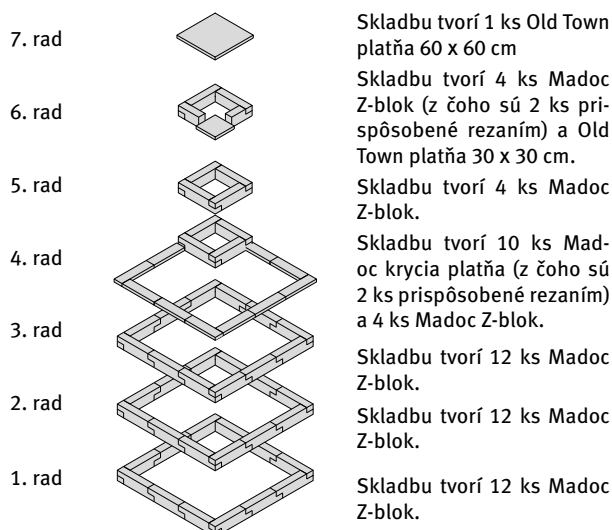 7. rad
Skladbu tvorí 1 ks Old Town
platňa 60 x 60 cm
6. rad
Skladbu tvorí 4 ks Madoc
Z-blok (z čoho sú 2 ks pri-
spôsobené rezaním) a Old
Town platňa 30 x 30 cm.
5. rad
Skladbu tvorí 4 ks Madoc
Z-blok.
4. rad
Skladbu tvorí 10 ks Mad-
oc krycia platňa (z čoho sú
2 ks prispôsobené rezaním)
a 4 ks Madoc Z-blok.
3. rad
Skladbu tvorí 12 ks Madoc
Z-blok.
2. rad
Skladbu tvorí 12 ks Madoc
Z-blok.
1. rad
Skladbu tvorí 12 ks Madoc
Z-blok.